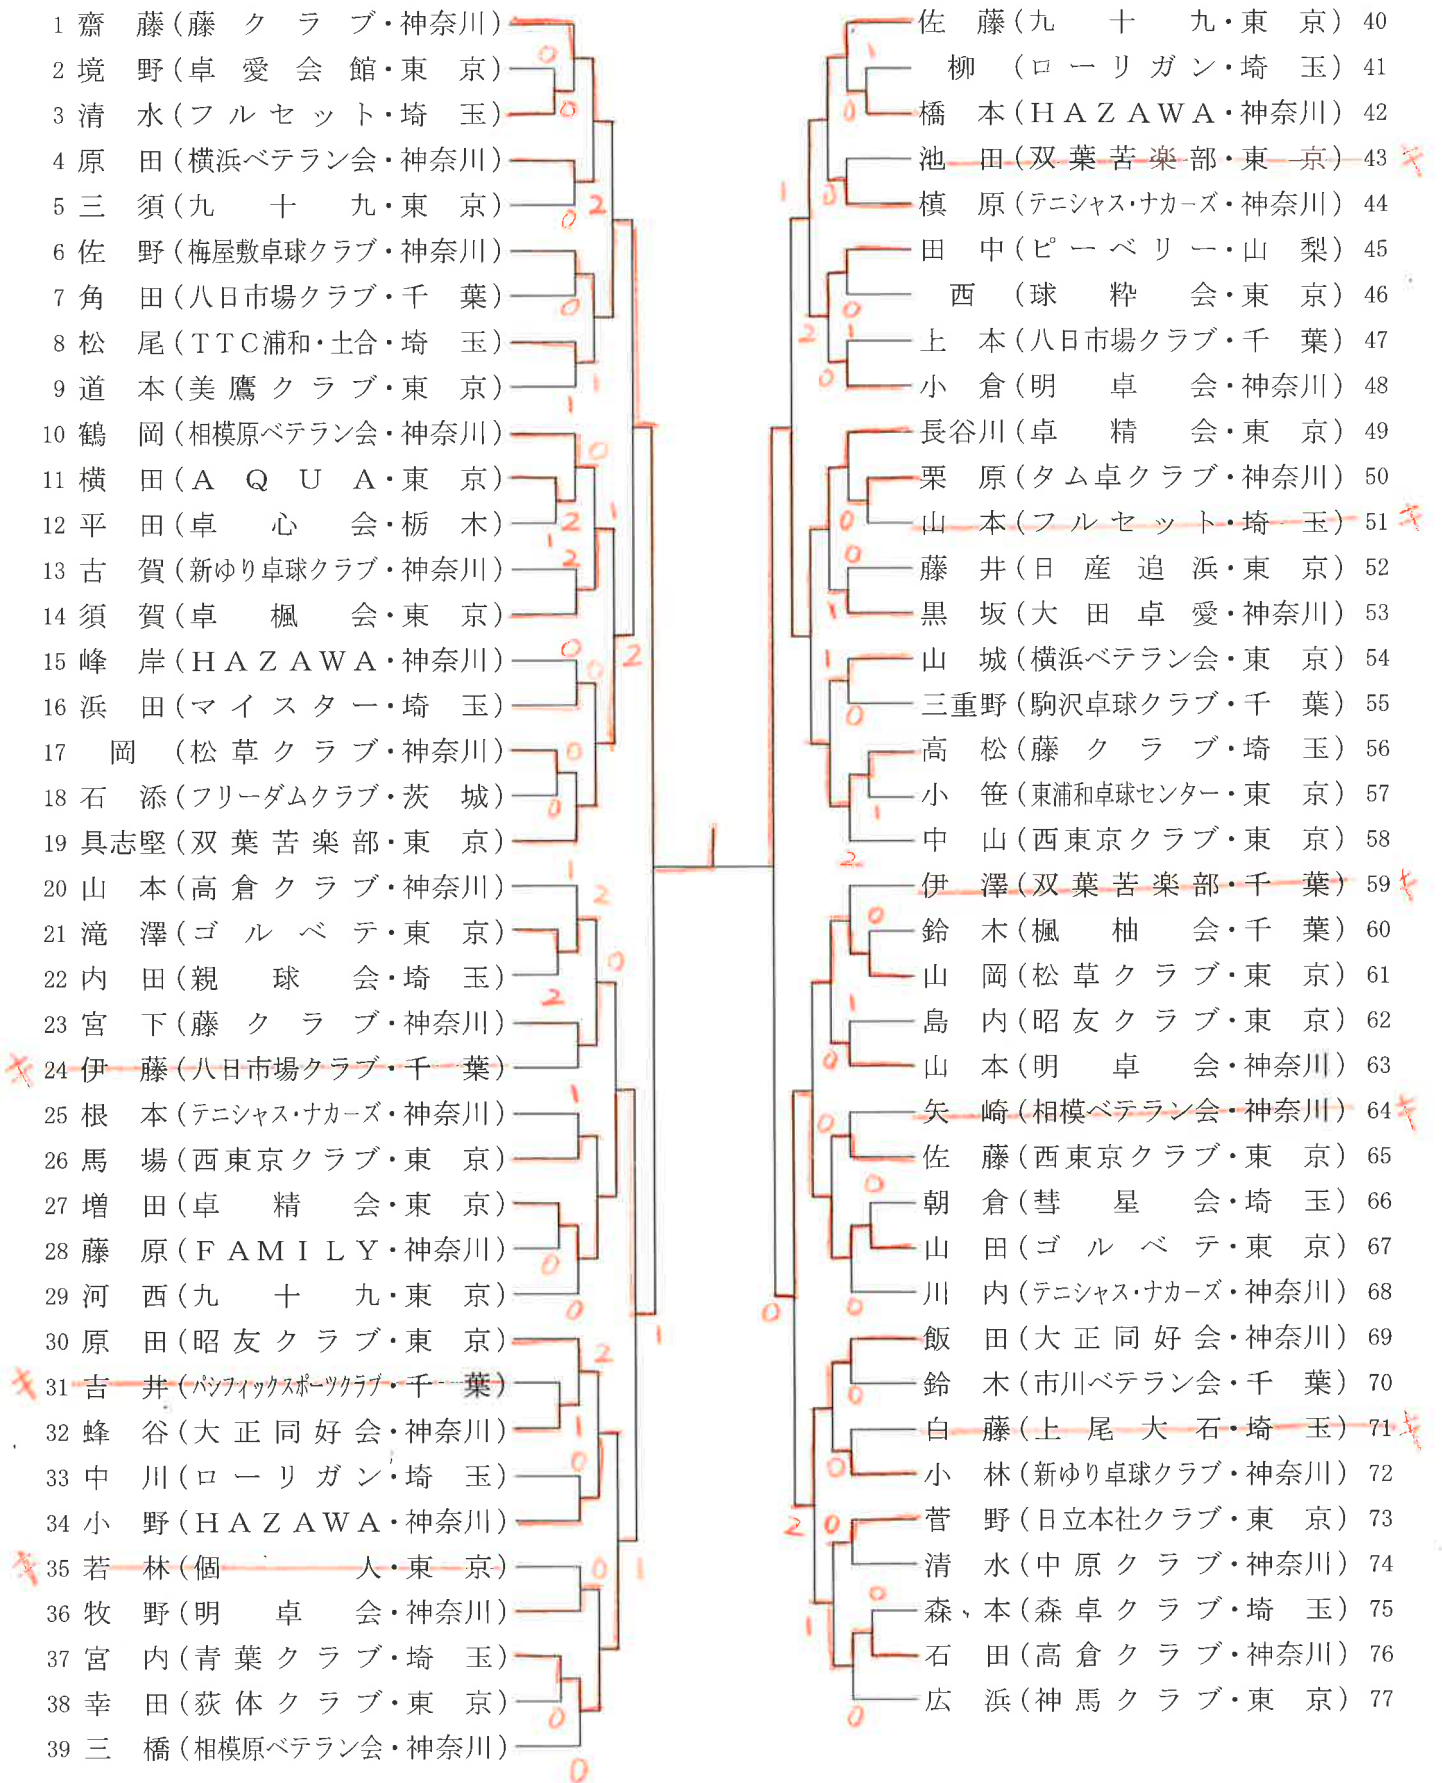 1 齋藤(藤クラブ・神奈川)
2 境野(卓愛会館・東京)
3 清水(フルセット・埼玉)
4 原田(横浜ベテラン会・神奈川)
5 三須(九十九・東京)
6 佐野(梅屋敷卓球クラブ・神奈川)
7 角田(八日市場クラブ・千葉)
8 松尾(TTC浦和・土合・埼玉)
9 道本(美鷹クラブ・東京)
10 鶴岡(相模原ベテラン会・神奈川)
11 横田(AQUA・東京)
12 平田(卓心会・栃木)
13 古賀(新ゆり卓球クラブ・神奈川)
14 須賀(卓楓会・東京)
15 峰岸(HAZAWA・神奈川)
16 浜田(マイスター・埼玉)
17 岡(松草クラブ・神奈川)
18 石添(フリーダムクラブ・茨城)
19 具志堅(双葉苦楽部・東京)
20 山本(高倉クラブ・神奈川)
21 滝澤(ゴルベテ・東京)
22 内田(親球会・埼玉)
23 宮下(藤クラブ・神奈川)
キ 24 伊藤(八日市場クラブ・千葉)
25 根本(テニシャス・ナカーズ・神奈川)
26 馬場(西東京クラブ・東京)
27 増田(卓精会・東京)
28 藤原(FAMILY・神奈川)
29 河西(九十九・東京)
30 原田(昭友クラブ・東京)
キ 31 吉井(パシフィックスポーツクラブ・千葉)
32 蜂谷(大正同好会・神奈川)
33 中川(ローリガン・埼玉)
34 小野(HAZAWA・神奈川)
キ 35 若林(個人・東京)
36 牧野(明卓会・神奈川)
37 宮内(青葉クラブ・埼玉)
38 幸田(荻体クラブ・東京)
39 三橋(相模原ベテラン会・神奈川)
佐藤(九十九・東京) 40
柳(ローリガン・埼玉) 41
橋本(HAZAWA・神奈川) 42
池田(双葉苦楽部・東京) 43 キ
槙原(テニシャス・ナカーズ・神奈川) 44
田中(ピーベリー・山梨) 45
西(球粋会・東京) 46
上本(八日市場クラブ・千葉) 47
小倉(明卓会・神奈川) 48
長谷川(卓精会・東京) 49
栗原(タム卓クラブ・神奈川) 50
山本(フルセット・埼玉) 51 キ
藤井(日産追浜・東京) 52
黒坂(大田卓愛・神奈川) 53
山城(横浜ベテラン会・東京) 54
三重野(駒沢卓球クラブ・千葉) 55
高松(藤クラブ・埼玉) 56
小笹(東浦和卓球センター・東京) 57
中山(西東京クラブ・東京) 58
伊澤(双葉苦楽部・千葉) 59 キ
鈴木(楓柚会・千葉) 60
山岡(松草クラブ・東京) 61
島内(昭友クラブ・東京) 62
山本(明卓会・神奈川) 63
矢崎(相模ベテラン会・神奈川) 64 キ
佐藤(西東京クラブ・東京) 65
朝倉(彗星会・埼玉) 66
山田(ゴルベテ・東京) 67
川内(テニシャス・ナカーズ・神奈川) 68
飯田(大正同好会・神奈川) 69
鈴木(市川ベテラン会・千葉) 70
白藤(上尾大石・埼玉) 71 キ
小林(新ゆり卓球クラブ・神奈川) 72
菅野(日立本社クラブ・東京) 73
清水(中原クラブ・神奈川) 74
森本(森卓クラブ・埼玉) 75
石田(高倉クラブ・神奈川) 76
広浜(神馬クラブ・東京) 77